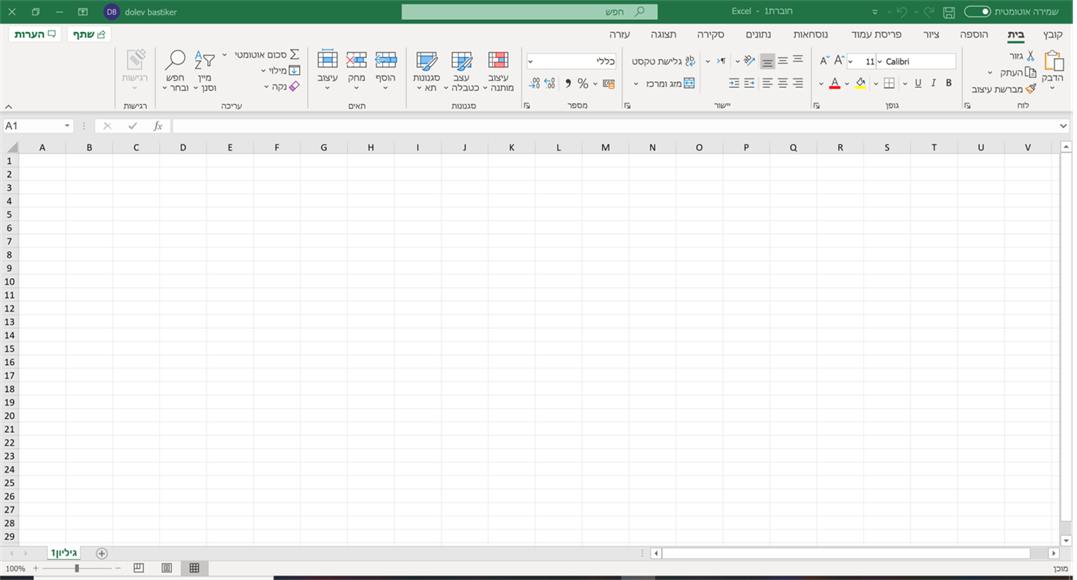 שמירה אוטומטית
חוברת1 - Excel
חפש
dolev bastiker
DB
קובץ בית הוספה ציור פריסת עמוד נוסחאות נתונים סקירה תצוגה עזרה
שתף
הערות
הדבק
גזור
העתק
מברשת עיצוב
לוח
Calibri 11
B I U
גופן
גלישת טקסט
מזג ומרכז
יישור
כללי
%
מספר
עיצוב מותנה
עצב כטבלה
סגנונות תא
סגנונות
הוסף
מחק
עיצוב
תאים
סכום אוטומטי
מילוי
נקה
מיין וסנן
חפש ובחר
עריכה
רגישות
רגישות
A1
fx
A B C D E F G H I J K L M N O P Q R S T U V
1
2
3
4
5
6
7
8
9
10
11
12
13
14
15
16
17
18
19
20
21
22
23
24
25
26
27
28
29
גיליון1
מוכן
100%